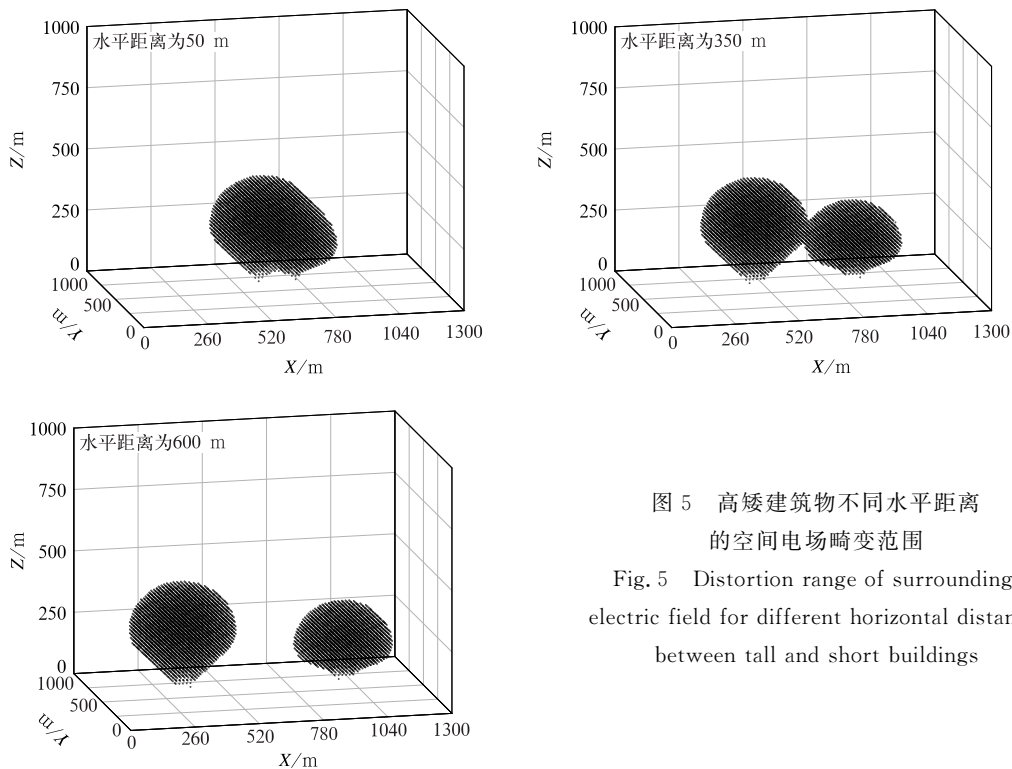 水平距离为50 m
1000
750
500
250
0
Z/m
1000
500
0
Y/m
0
260
520
780
1040
1300
X/m
水平距离为350 m
1000
750
500
250
0
Z/m
1000
500
0
Y/m
0
260
520
780
1040
1300
X/m
水平距离为600 m
1000
750
500
250
0
Z/m
1000
500
0
Y/m
0
260
520
780
1040
1300
X/m
图 5 高矮建筑物不同水平距离
的空间电场畸变范围
Fig. 5 Distortion range of surrounding
electric field for different horizontal distan
between tall and short buildings